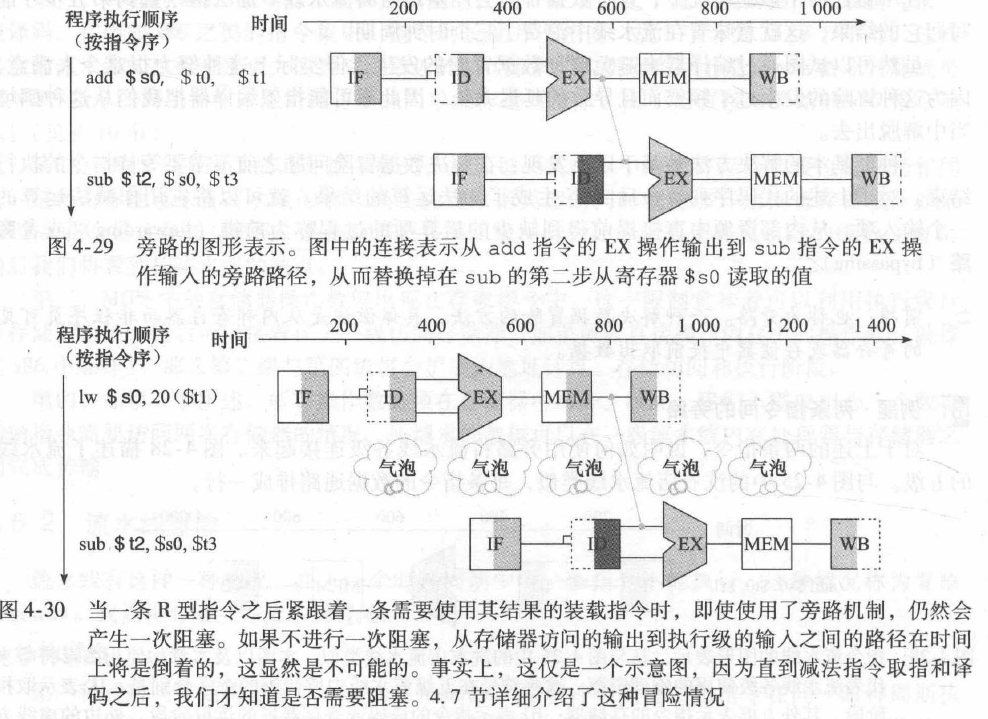 程序执行顺序
(按指令序)
时间
200 400 600 800 1 000
add $ s0, $ t0, $ t1
IF ID EX MEM WB
sub $ t2, $ s0, $ t3
IF ID EX MEM WB
图 4-29 旁路的图形表示。图中的连接表示从 add 指令的 EX 操作输出到 sub 指令的 EX 操
作输入的旁路路径，从而替换掉在 sub 的第二步从寄存器 $s0 读取的值
程序执行顺序
(按指令序)
时间
200 400 600 800 1 000 1 200 1 400
lw $ s0, 20 ($t1)
IF ID EX MEM WB
气泡 气泡 气泡 气泡 气泡
sub $ t2, $s0, $t3
IF ID EX MEM WB
图 4-30 当一条 R 型指令之后紧跟着一条需要使用其结果的装载指令时，即使使用了旁路机制，仍然会
产生一次阻塞。如果不进行一次阻塞，从存储器访问的输出到执行级的输入之间的路径在时间
上将是倒着的，这显然是不可能的。事实上，这仅是一个示意图，因为直到减法指令取指和译
码之后，我们才知道是否需要阻塞。4. 7 节详细介绍了这种冒险情况